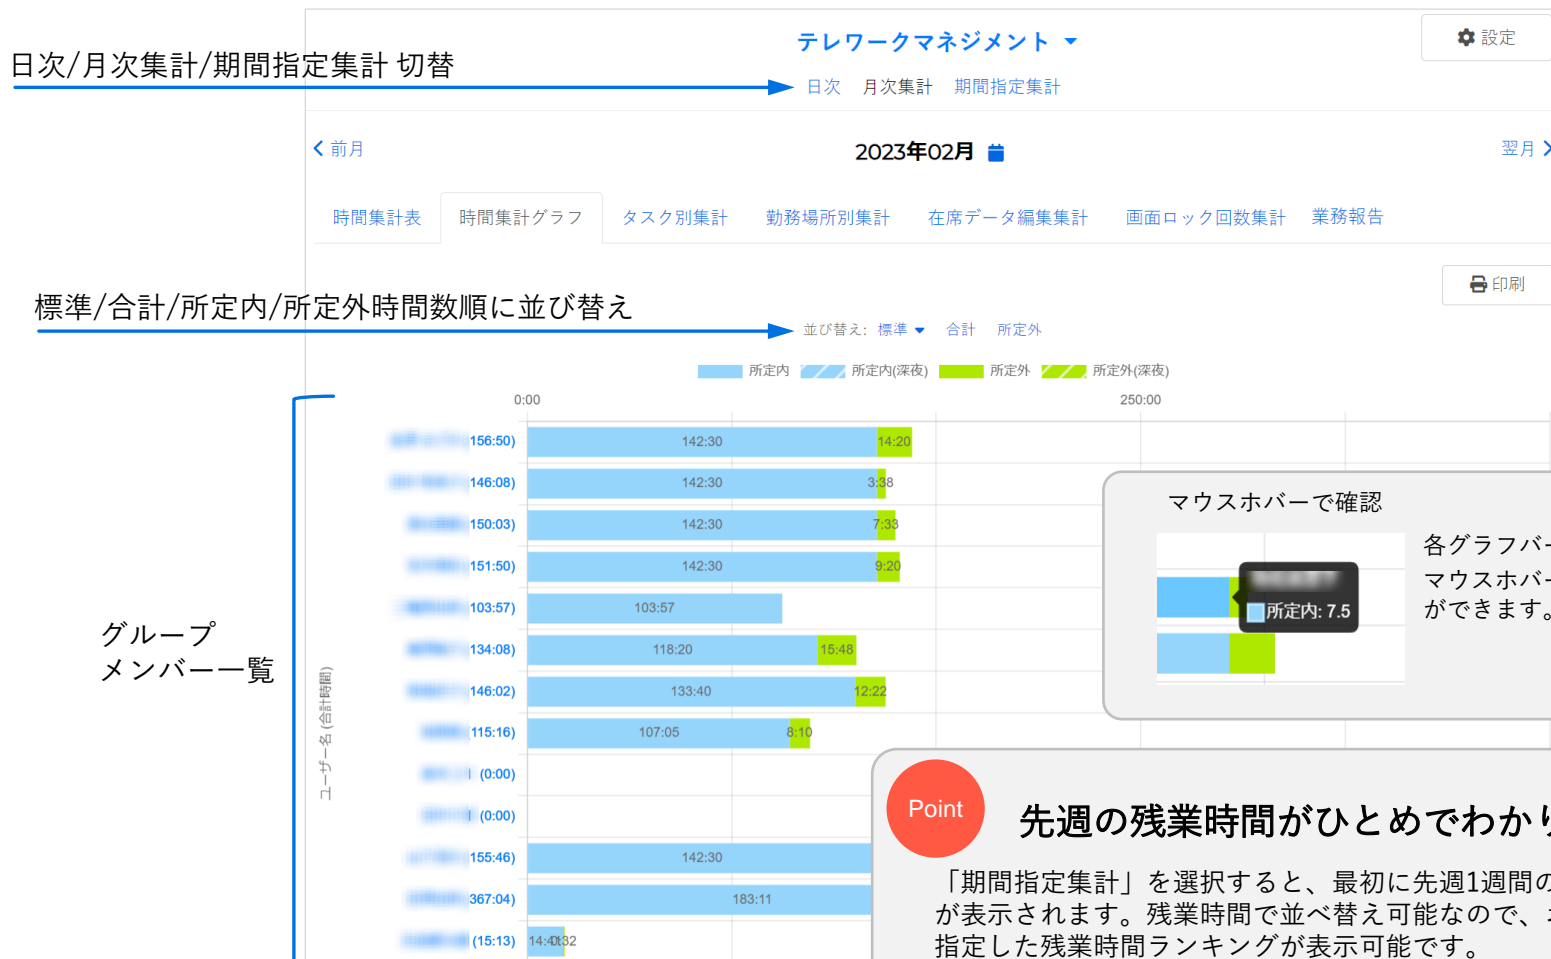 テレワークマネジメント
設定
日次/月次集計/期間指定集計 切替
日次 月次集計 期間指定集計
前月
2023年02月
翌月
時間集計表 時間集計グラフ タスク別集計 勤務場所別集計 在席データ編集集計 画面ロック回数集計 業務報告
印刷
標準/合計/所定内/所定外時間数順に並び替え
並び替え: 標準 合計 所定外
所定内 所定内(深夜) 所定外 所定外(深夜)
0:00 250:00
156:50) 142:30 14:20
146:08) 142:30 3:38
150:03) 142:30 7:33
151:50) 142:30 9:20
103:57) 103:57
134:08) 118:20 15:48
146:02) 133:40 12:22
115:16) 107:05 8:10
(0:00)
(0:00)
155:46) 142:30
367:04) 183:11
(15:13) 14:41 0:32
ユーザー名 (合計時間)
グループ
メンバー一覧
マウスホバーで確認
所定内: 7.5
各グラフバー
マウスホバー
ができます。
Point
先週の残業時間がひとめでわかり
「期間指定集計」を選択すると、最初に先週1週間の
が表示されます。残業時間で並べ替え可能なので、
指定した残業時間ランキングが表示可能です。